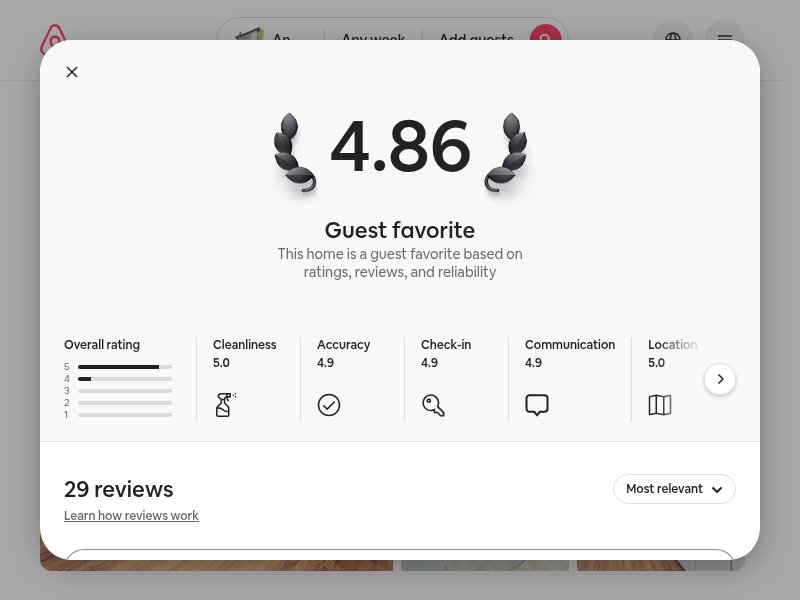 An
Any week
Add guests
4.86
Guest favorite
This home is a guest favorite based on
ratings, reviews, and reliability
Overall rating
5
4
3
2
1
Cleanliness
5.0
Accuracy
4.9
Check-in
4.9
Communication
4.9
Location
5.0
29 reviews
Most relevant
Learn how reviews work